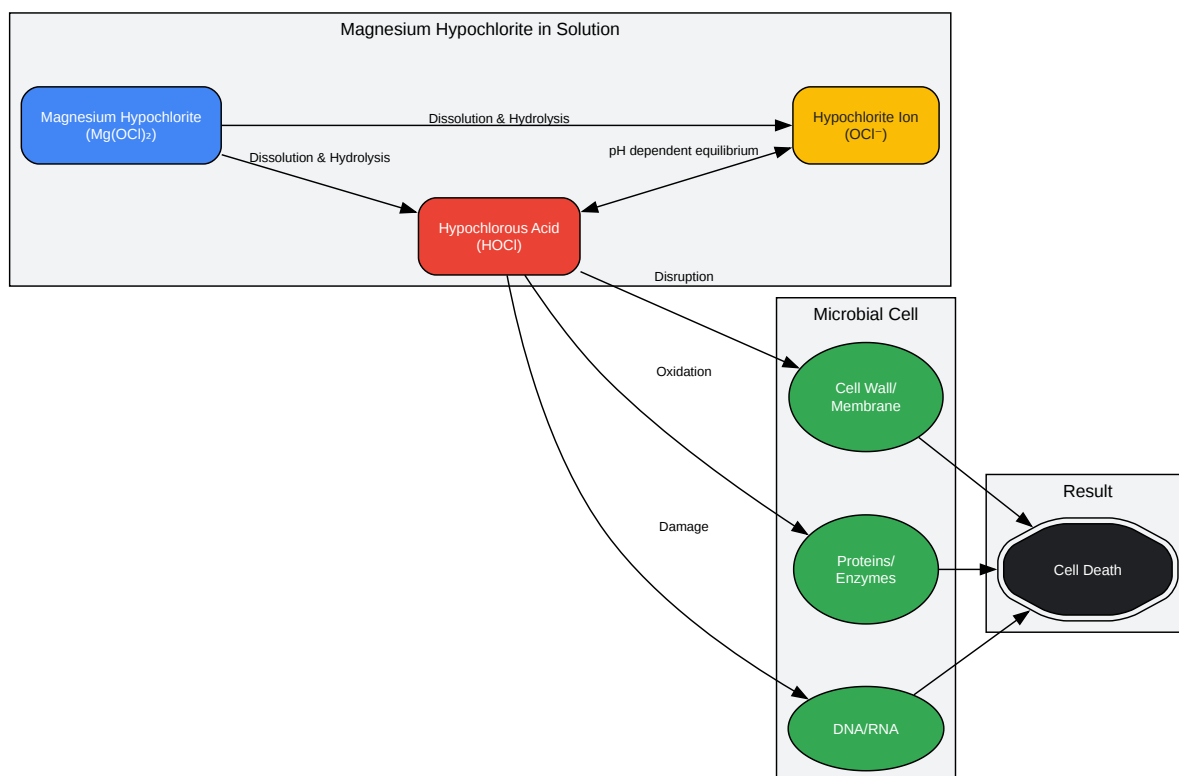 Magnesium Hypochlorite in Solution
Magnesium Hypochlorite
(Mg(OCl)₂)
Dissolution & Hydrolysis
Hypochlorite Ion
(OCl⁻)
Dissolution & Hydrolysis
pH dependent equilibrium
Hypochlorous Acid
(HOCl)
Disruption
Microbial Cell
Oxidation
Cell Wall/
Membrane
Damage
Result
Proteins/
Enzymes
Cell Death
DNA/RNA